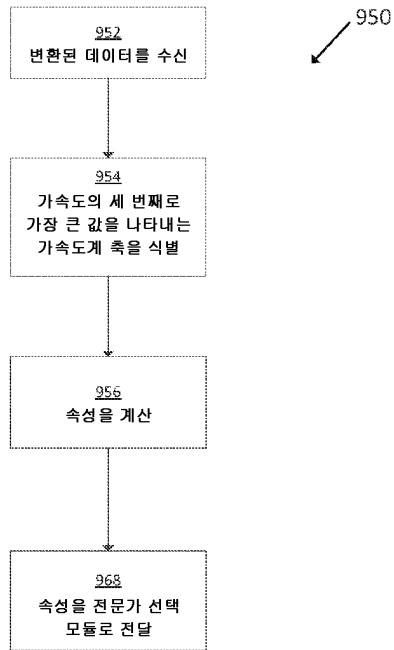 950
952
변환된 데이터를 수신
954
가속도의 세 번째로
가장 큰 값을 나타내는
가속도계 축을 식별
956
속성을 계산
968
속성을 전문가 선택
모듈로 전달